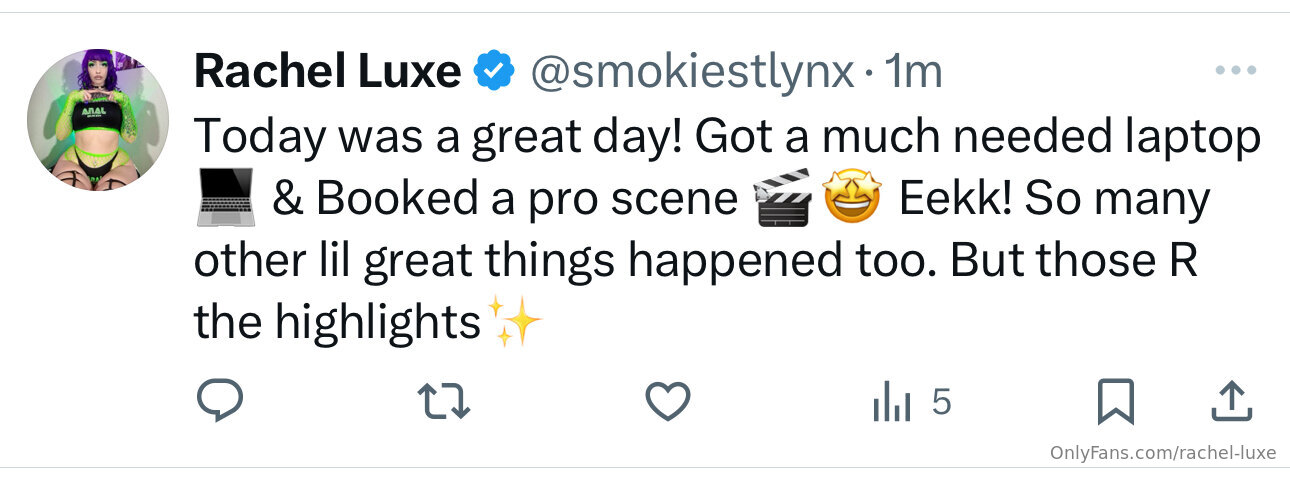 Rachel Luxe @smokiestlynx · 1m
Today was a great day! Got a much needed laptop
💻 & Booked a pro scene 🎬🤩 Eekk! So many
other lil great things happened too. But those R
the highlights✨
5
OnlyFans.com/rachel-luxe
ANAL